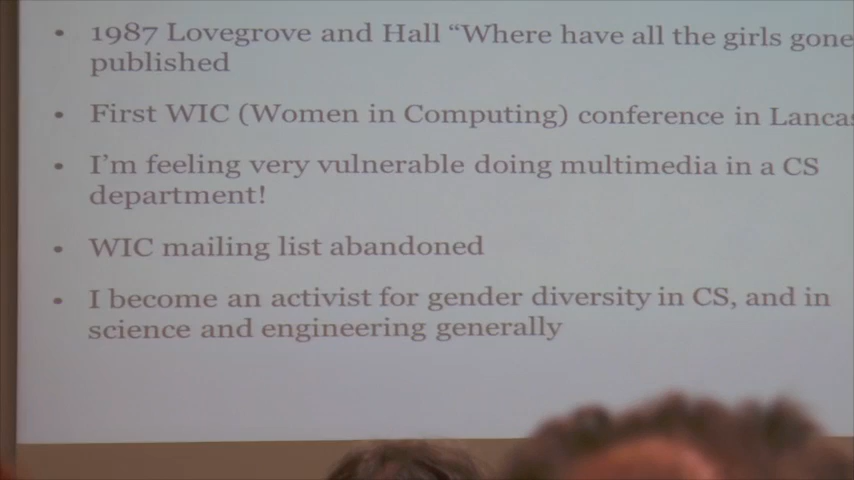 • 1987 Lovegrove and Hall “Where have all the girls gone
published
• First WIC (Women in Computing) conference in
• I’m feeling very vulnerable doing multimedia in a CS
department!
• WIC mailing list abandoned
• I become an activist for gender diversity in CS, and in
science and engineering generally